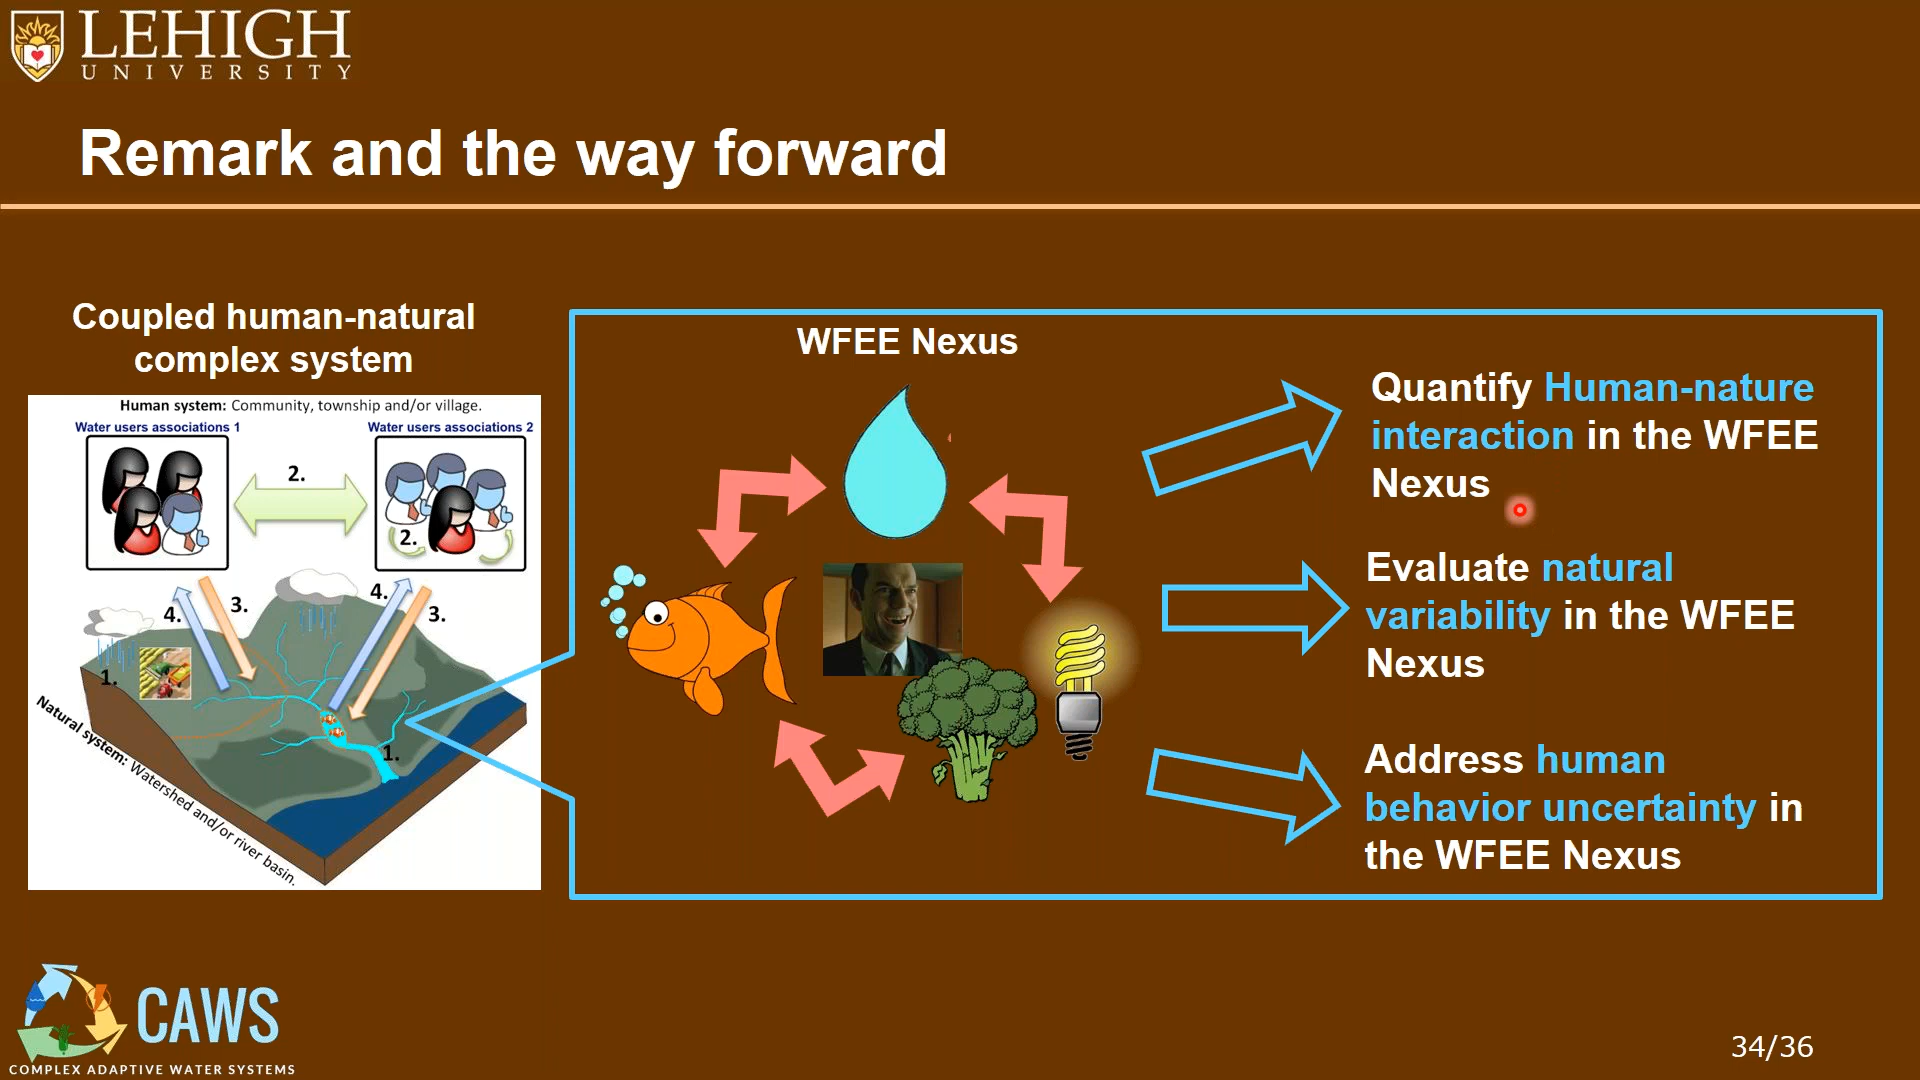 LEHIGH
UNIVERSITY
Remark and the way forward
Coupled human-natural
complex system
Human system: Community, township and/or village.
Water users associations 1
Water users associations 2
2.
2.
4.
3.
4.
3.
1.
1.
Natural system: Watershed and/or river basin.
WFEE Nexus
Quantify Human-nature
interaction in the WFEE
Nexus
Evaluate natural
variability in the WFEE
Nexus
Address human
behavior uncertainty in
the WFEE Nexus
CAWS
COMPLEX ADAPTIVE WATER SYSTEMS
34/36